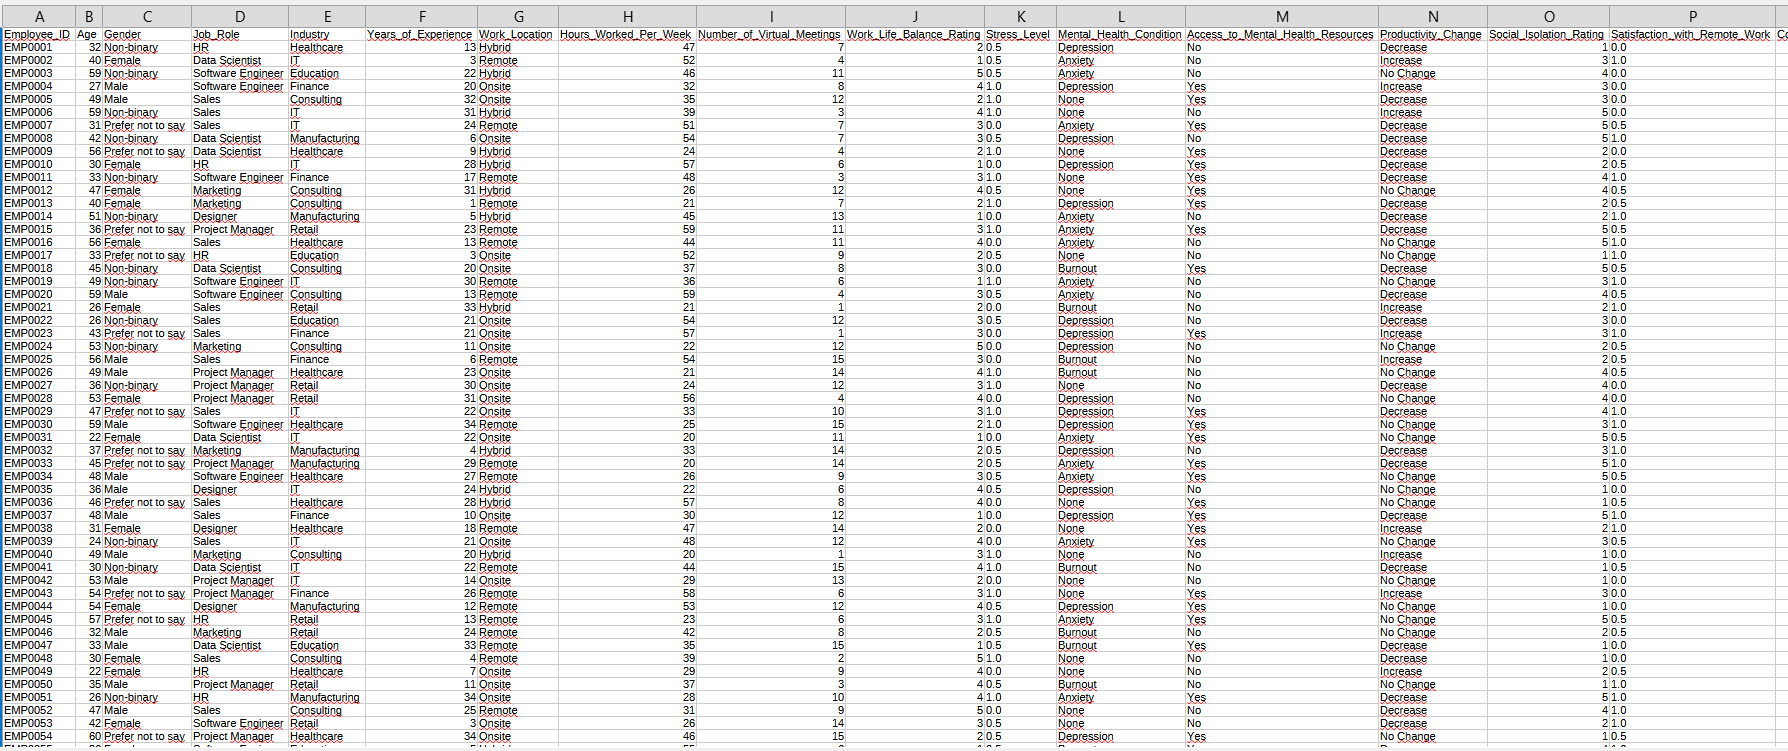 A B C D E F G H I J K L M N O P
Employee_ID Age Gender Job_Role Industry Years_of_Experience Work_Location Hours_Worked_Per_Week Number_of_Virtual_Meetings Work_Life_Balance_Rating Stress_Level Mental_Health_Condition Access_to_Mental_Health_Resources Productivity_Change Social_Isolation_Rating Satisfaction_with_Remote_Work Co
EMP0001 32 Non-binary HR Healthcare 13 Hybrid 47 7 2 0.5 Depression No Decrease 1 0.0
EMP0002 40 Female Data Scientist IT 3 Remote 52 4 1 0.5 Anxiety No Increase 3 1.0
EMP0003 59 Non-binary Software Engineer Education 22 Hybrid 46 11 5 0.5 Anxiety No No Change 4 0.0
EMP0004 27 Male Software Engineer Finance 20 Onsite 32 8 4 1.0 Depression Yes Increase 3 0.0
EMP0005 49 Male Sales Consulting 32 Onsite 35 12 2 1.0 None Yes Decrease 3 0.0
EMP0006 59 Non-binary Sales IT 31 Hybrid 39 3 4 1.0 None No Increase 5 0.0
EMP0007 31 Prefer not to say Sales IT 24 Remote 51 7 3 0.0 Anxiety Yes Decrease 5 0.5
EMP0008 42 Non-binary Data Scientist Manufacturing 6 Onsite 54 7 3 0.5 Depression No Decrease 5 1.0
EMP0009 56 Prefer not to say Data Scientist Healthcare 9 Hybrid 24 4 2 1.0 None Yes Decrease 2 0.0
EMP0010 30 Female HR IT 28 Hybrid 57 6 1 0.0 Depression Yes Decrease 2 0.5
EMP0011 33 Non-binary Software Engineer Finance 17 Remote 48 3 3 1.0 None Yes Decrease 4 1.0
EMP0012 47 Female Marketing Consulting 31 Hybrid 26 12 4 0.5 None Yes No Change 4 0.5
EMP0013 40 Female Marketing Consulting 1 Remote 21 7 2 1.0 Depression Yes Decrease 2 0.5
EMP0014 51 Non-binary Designer Manufacturing 5 Hybrid 45 13 1 0.0 Anxiety No Decrease 2 1.0
EMP0015 36 Prefer not to say Project Manager Retail 23 Remote 59 11 3 1.0 Anxiety Yes Decrease 5 0.5
EMP0016 56 Female Sales Healthcare 13 Remote 44 11 4 0.0 Anxiety No No Change 5 1.0
EMP0017 33 Prefer not to say HR Education 3 Onsite 52 9 2 0.5 None No No Change 1 1.0
EMP0018 45 Non-binary Data Scientist Consulting 20 Onsite 37 8 3 0.0 Burnout Yes Decrease 5 0.5
EMP0019 49 Non-binary Software Engineer IT 30 Remote 36 6 1 1.0 Anxiety No No Change 3 1.0
EMP0020 59 Male Software Engineer Consulting 13 Remote 59 4 3 0.5 Anxiety No Decrease 4 0.5
EMP0021 26 Female Sales Retail 33 Hybrid 21 1 2 0.0 Burnout No Increase 2 1.0
EMP0022 26 Non-binary Sales Education 21 Onsite 54 12 3 0.5 Depression No Decrease 3 0.0
EMP0023 43 Prefer not to say Sales Finance 21 Onsite 57 1 3 0.0 Depression Yes Increase 3 1.0
EMP0024 53 Non-binary Marketing Consulting 11 Onsite 22 12 5 0.0 Depression No No Change 2 0.5
EMP0025 56 Male Sales Finance 6 Remote 54 15 3 0.0 Burnout No Increase 2 0.5
EMP0026 49 Male Project Manager Healthcare 23 Onsite 21 14 4 1.0 Burnout No No Change 4 0.5
EMP0027 36 Non-binary Project Manager Retail 30 Onsite 24 12 3 1.0 None No Decrease 4 0.0
EMP0028 53 Female Project Manager Retail 31 Onsite 56 4 4 0.0 Depression No No Change 4 0.0
EMP0029 47 Prefer not to say Sales IT 22 Onsite 33 10 3 1.0 Depression Yes Decrease 4 1.0
EMP0030 59 Male Software Engineer Healthcare 34 Remote 25 15 2 1.0 Depression Yes No Change 3 1.0
EMP0031 22 Female Data Scientist IT 22 Onsite 20 11 1 0.0 Anxiety Yes No Change 5 0.5
EMP0032 37 Prefer not to say Marketing Manufacturing 4 Hybrid 33 14 2 0.5 Depression No Decrease 3 1.0
EMP0033 45 Prefer not to say Project Manager Manufacturing 29 Remote 20 14 2 0.5 Anxiety Yes Decrease 5 1.0
EMP0034 48 Male Software Engineer Healthcare 27 Remote 26 9 3 0.5 Anxiety Yes No Change 5 0.5
EMP0035 36 Male Designer IT 24 Hybrid 22 6 4 0.5 Depression No No Change 1 0.0
EMP0036 46 Prefer not to say Sales Healthcare 28 Hybrid 57 8 4 0.0 None Yes No Change 1 0.5
EMP0037 48 Male Sales Finance 10 Onsite 30 12 1 0.0 Depression Yes Decrease 5 1.0
EMP0038 31 Female Designer Healthcare 18 Remote 47 14 2 0.0 None Yes Increase 2 1.0
EMP0039 24 Non-binary Sales IT 21 Onsite 48 12 4 0.0 Anxiety Yes No Change 3 0.5
EMP0040 49 Male Marketing Consulting 20 Hybrid 20 1 3 1.0 None No Increase 1 0.0
EMP0041 30 Non-binary Data Scientist IT 22 Remote 44 15 4 1.0 Burnout No Decrease 1 0.5
EMP0042 53 Male Project Manager IT 14 Onsite 29 13 2 0.0 None No No Change 1 0.0
EMP0043 54 Prefer not to say Project Manager Finance 26 Remote 58 6 3 1.0 None Yes Increase 3 0.0
EMP0044 54 Female Designer Manufacturing 12 Remote 53 12 4 0.5 Depression Yes No Change 1 0.0
EMP0045 57 Prefer not to say HR Retail 13 Remote 23 6 3 1.0 Anxiety Yes No Change 5 0.5
EMP0046 32 Male Marketing Retail 24 Remote 42 8 2 0.5 Burnout No No Change 2 0.5
EMP0047 33 Male Data Scientist Education 33 Remote 35 15 1 0.5 Burnout Yes Decrease 1 0.0
EMP0048 30 Female Sales Consulting 4 Remote 39 2 5 1.0 None No Decrease 1 0.0
EMP0049 22 Female HR Healthcare 7 Onsite 29 9 4 0.0 None No Increase 2 0.5
EMP0050 35 Male Project Manager Retail 11 Onsite 37 3 4 0.5 Burnout No No Change 1 1.0
EMP0051 26 Non-binary HR Manufacturing 34 Onsite 28 10 4 1.0 Anxiety Yes Decrease 5 1.0
EMP0052 47 Male Sales Consulting 25 Remote 31 9 5 0.0 None No Decrease 4 1.0
EMP0053 42 Female Software Engineer Retail 3 Onsite 26 14 3 0.5 None No Decrease 2 1.0
EMP0054 60 Prefer not to say Project Manager Healthcare 34 Onsite 46 15 2 0.5 Depression Yes No Change 1 0.5